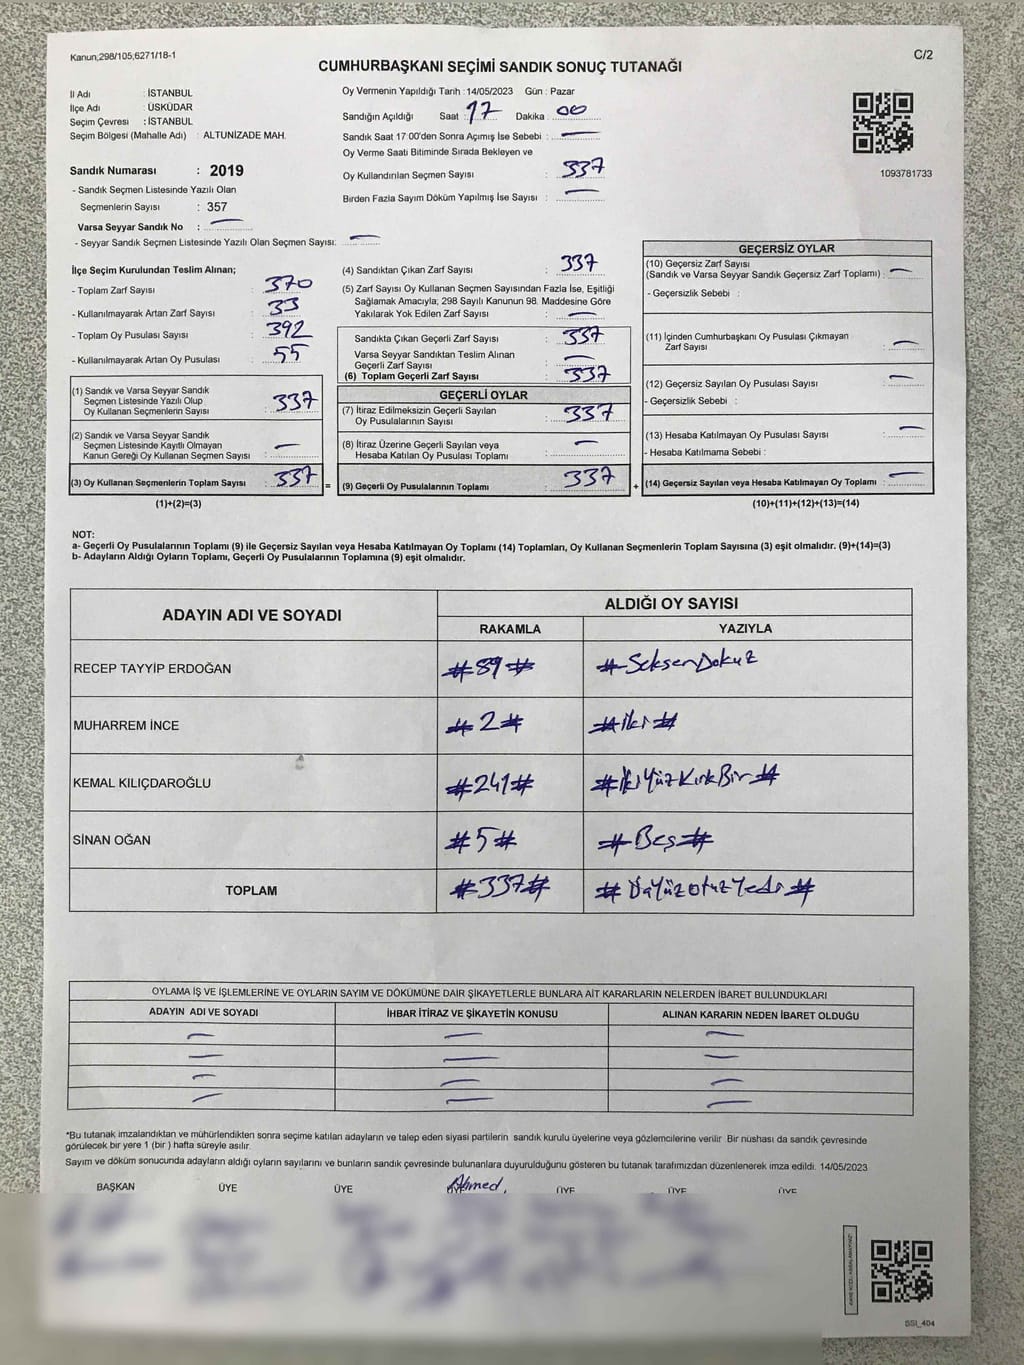 Kanun,298/105,6271/18-1
C/2
CUMHURBAŞKANI SEÇİMİ SANDIK SONUÇ TUTANAĞI
İl Adı : İSTANBUL
İlçe Adı : ÜSKÜDAR
Seçim Çevresi : İSTANBUL
Seçim Bölgesi (Mahalle Adı) : ALTUNİZADE MAH.
Sandık Numarası : 2019
- Sandık Seçmen Listesinde Yazılı Olan
Seçmenlerin Sayısı : 357
Varsa Seyyar Sandık No : —
- Seyyar Sandık Seçmen Listesinde Yazılı Olan Seçmen Sayısı: —
Oy Vermenin Yapıldığı Tarih : 14/05/2023 Gün : Pazar
Sandığın Açıldığı Saat : 17 Dakika : 00
Sandık Saat 17:00'den Sonra Açımış İse Sebebi : —
Oy Verme Saati Bitiminde Sırada Bekleyen ve
Oy Kullandırılan Seçmen Sayısı : 337
Birden Fazla Sayım Döküm Yapılmış İse Sayısı : —
1093781733
İlçe Seçim Kurulundan Teslim Alınan;
- Toplam Zarf Sayısı : 370
- Kullanılmayarak Artan Zarf Sayısı : 33
- Toplam Oy Pusulası Sayısı : 392
- Kullanılmayarak Artan Oy Pusulası : 55
(1) Sandık ve Varsa Seyyar Sandık
Seçmen Listesinde Yazılı Olup
Oy Kullanan Seçmenlerin Sayısı : 337
(2) Sandık ve Varsa Seyyar Sandık
Seçmen Listesinde Kayıtlı Olmayan
Kanun Gereği Oy Kullanan Seçmen Sayısı : —
(3) Oy Kullanan Seçmenlerin Toplam Sayısı : 337
(1)+(2)=(3)
=
(4) Sandıktan Çıkan Zarf Sayısı : 337
(5) Zarf Sayısı Oy Kullanan Seçmen Sayısından Fazla İse, Eşitliği
Sağlamak Amacıyla; 298 Sayılı Kanunun 98. Maddesine Göre
Yakılarak Yok Edilen Zarf Sayısı : —
Sandıkta Çıkan Geçerli Zarf Sayısı : 337
Varsa Seyyar Sandıktan Teslim Alınan
Geçerli Zarf Sayısı : —
(6) Toplam Geçerli Zarf Sayısı : 337
GEÇERLİ OYLAR
(7) İtiraz Edilmeksizin Geçerli Sayılan
Oy Pusulalarının Sayısı : 337
(8) İtiraz Üzerine Geçerli Sayılan veya
Hesaba Katılan Oy Pusulası Toplamı : —
(9) Geçerli Oy Pusulalarının Toplamı : 337
+
GEÇERSİZ OYLAR
(10) Geçersiz Zarf Sayısı
(Sandık ve Varsa Seyyar Sandık Geçersiz Zarf Toplamı) : —
- Geçersizlik Sebebi :
(11) İçinden Cumhurbaşkanı Oy Pusulası Çıkmayan
Zarf Sayısı : —
(12) Geçersiz Sayılan Oy Pusulası Sayısı : —
- Geçersizlik Sebebi :
(13) Hesaba Katılmayan Oy Pusulası Sayısı : —
- Hesaba Katılmama Sebebi :
(14) Geçersiz Sayılan veya Hesaba Katılmayan Oy Toplamı : —
(10)+(11)+(12)+(13)=(14)
NOT:
a- Geçerli Oy Pusulalarının Toplamı (9) ile Geçersiz Sayılan veya Hesaba Katılmayan Oy Toplamı (14) Toplamları, Oy Kullanan Seçmenlerin Toplam Sayısına (3) eşit olmalıdır. (9)+(14)=(3)
b- Adayların Aldığı Oyların Toplamı, Geçerli Oy Pusulalarının Toplamına (9) eşit olmalıdır.
ADAYIN ADI VE SOYADI
ALDIĞI OY SAYISI
RAKAMLA YAZIYLA
RECEP TAYYİP ERDOĞAN #89# #SeksenDokuz
MUHARREM İNCE #2# #iki#
KEMAL KILIÇDAROĞLU #241# #İkiYüzKırkBir#
SİNAN OĞAN #5# #Beş#
TOPLAM #337# #ÜçYüzotuzYedi#
OYLAMA İŞ VE İŞLEMLERİNE VE OYLARIN SAYIM VE DÖKÜMÜNE DAİR ŞİKAYETLERLE BUNLARA AİT KARARLARIN NELERDEN İBARET BULUNDUKLARI
ADAYIN ADI VE SOYADI İHBAR İTİRAZ VE ŞİKAYETİN KONUSU ALINAN KARARIN NEDEN İBARET OLDUĞU
— — —
— — —
— — —
— — —
*Bu tutanak imzalandıktan ve mühürlendikten sonra seçime katılan adayların ve talep eden siyasi partilerin sandık kurulu üyelerine veya gözlemcilerine verilir Bir nüshası da sandık çevresinde
görülecek bir yere 1 (bir ) hafta süreyle asılır.
Sayım ve döküm sonucunda adayların aldığı oyların sayılarını ve bunların sandık çevresinde bulunanlara duyurulduğunu gösteren bu tutanak tarafımızdan düzenlenerek imza edildi. 14/05/2023
BAŞKAN ÜYE ÜYE Ahmed ÜYE ÜYE ÜYE
BSI_404